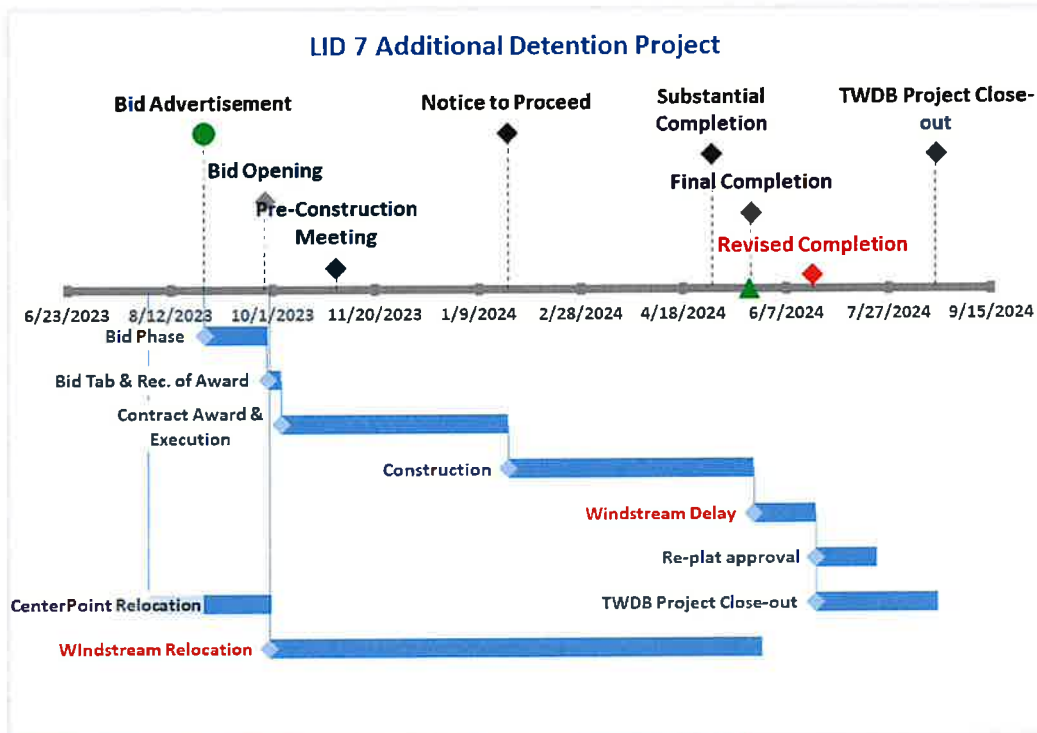 LID 7 Additional Detention Project
Bid Advertisement
Notice to Proceed
Substantial
Completion
TWDB Project Close-
out
Bid Opening
Final Completion
Pre-Construction
Meeting
Revised Completion
6/23/2023 8/12/2023 10/1/2023 11/20/2023 1/9/2024 2/28/2024 4/18/2024 6/7/2024 7/27/2024 9/15/2024
Bid Phase
Bid Tab & Rec. of Award
Contract Award &
Execution
Construction
Windstream Delay
Re-plat approval
CenterPoint Relocation
TWDB Project Close-out
WIndstream Relocation